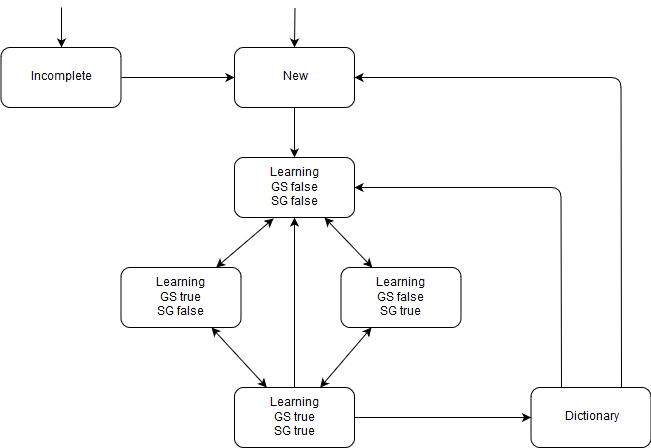 Incomplete
New
Learning
GS false
SG false
Learning
GS true
SG false
Learning
GS false
SG true
Learning
GS true
SG true
Dictionary